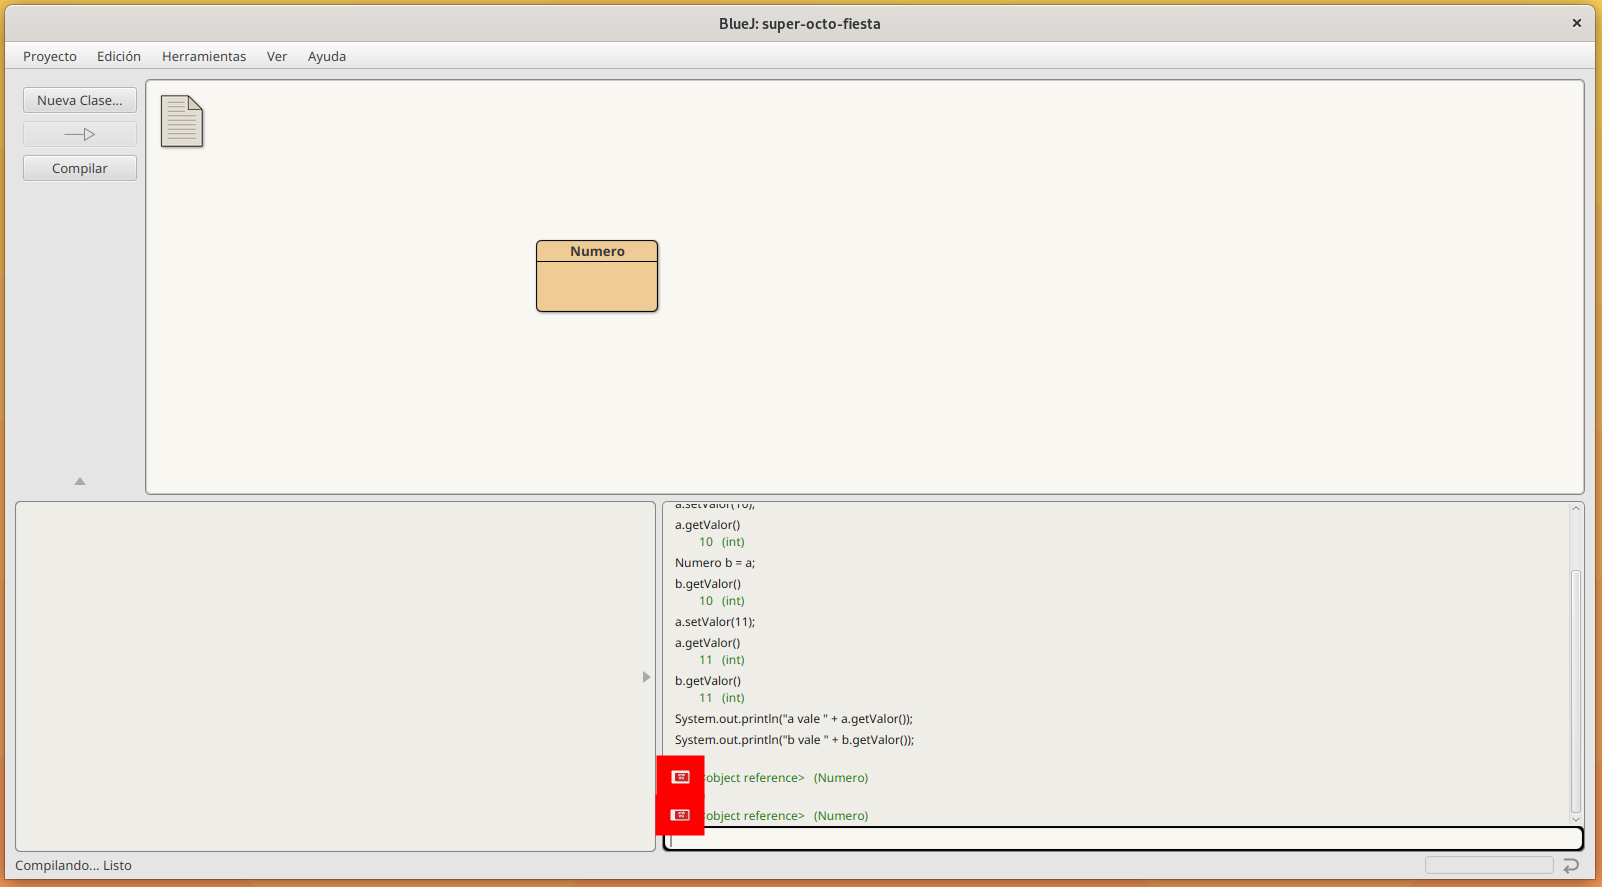 BlueJ: super-octo-fiesta
Proyecto Edición Herramientas Ver Ayuda
Nueva Clase...
Compilar
Numero
a.setValor(10);
a.getValor()
10 (int)
Numero b = a;
b.getValor()
10 (int)
a.setValor(11);
a.getValor()
11 (int)
b.getValor()
11 (int)
System.out.println("a vale " + a.getValor());
System.out.println("b vale " + b.getValor());
object reference> (Numero)
object reference> (Numero)
Compilando... Listo